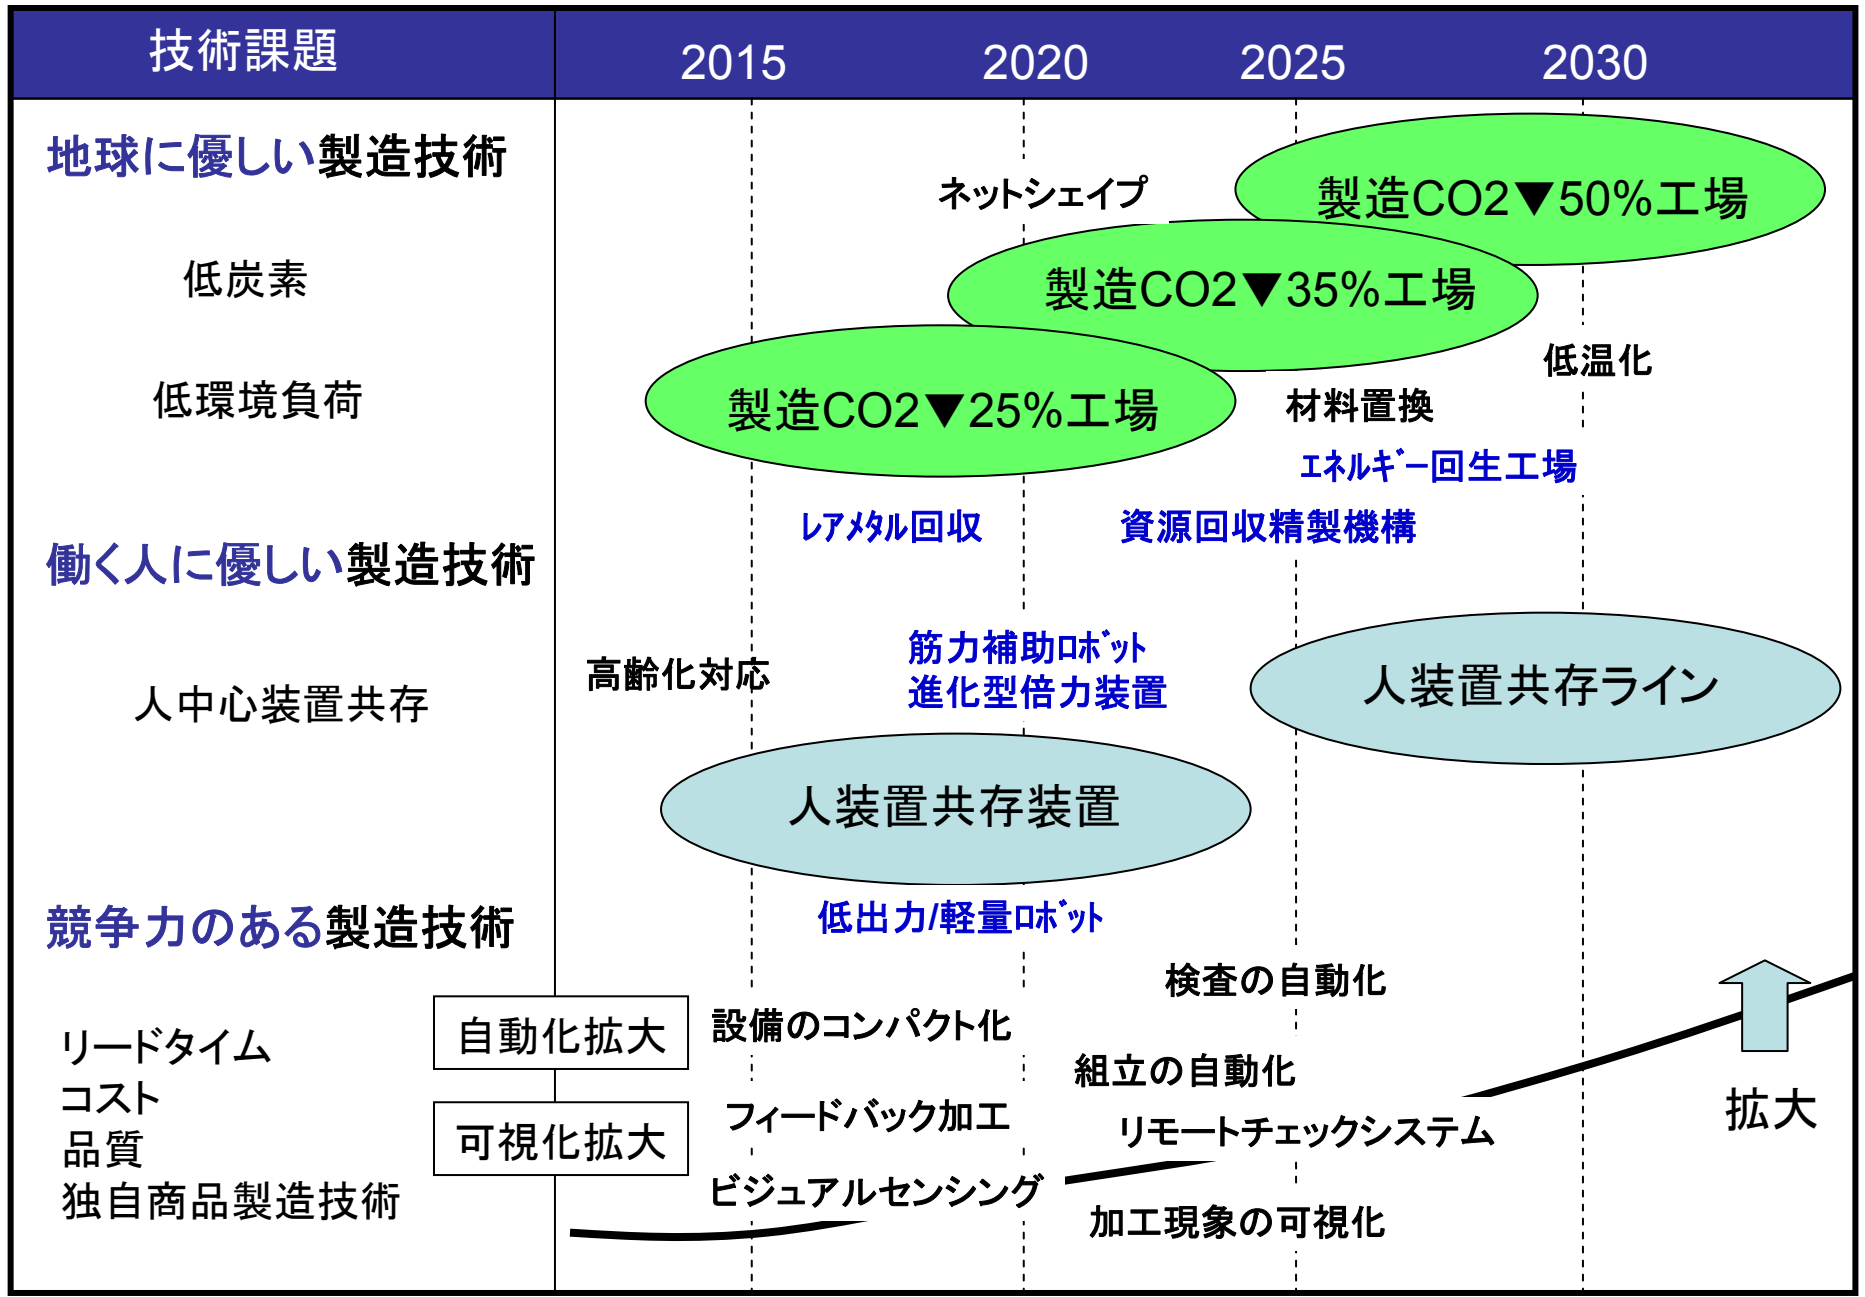 技術課題 2015 2020 2025 2030
地球に優しい製造技術
ネットシェイプ
製造CO2▼50%工場
低炭素
製造CO2▼35%工場
低温化
低環境負荷
製造CO2▼25%工場
材料置換
エネルギー回生工場
レアメタル回収
資源回収精製機構
働く人に優しい製造技術
高齢化対応
筋力補助ロボット
進化型倍力装置
人装置共存ライン
人中心装置共存
人装置共存装置
競争力のある製造技術
低出力/軽量ロボット
検査の自動化
自動化拡大
設備のコンパクト化
リードタイム
組立の自動化
コスト
フィードバック加工
拡大
品質
可視化拡大
リモートチェックシステム
独自商品製造技術
ビジュアルセンシング
加工現象の可視化